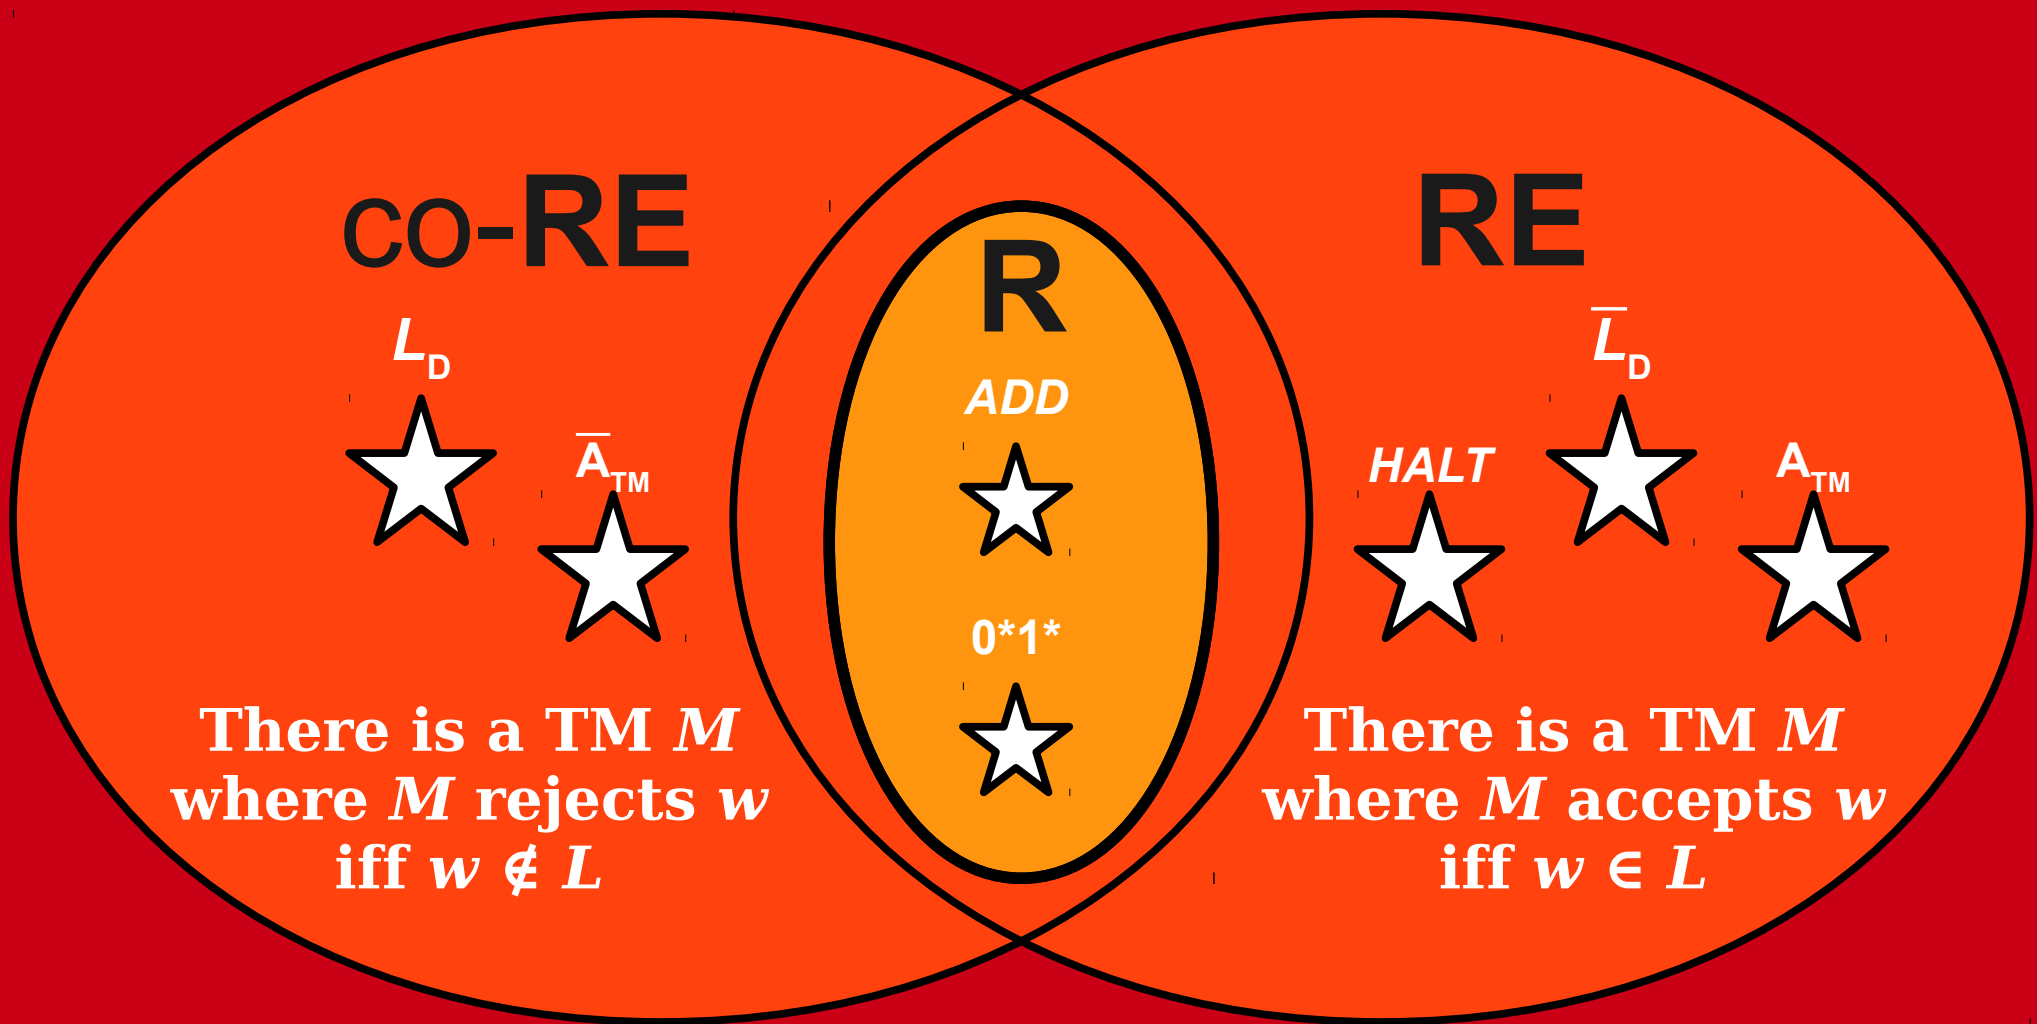 co-RE
R
RE
L̅D
LD
ADD
A̅TM
HALT
ATM
0*1*
There is a TM M
where M rejects w
iff w ∉ L
There is a TM M
where M accepts w
iff w ∈ L